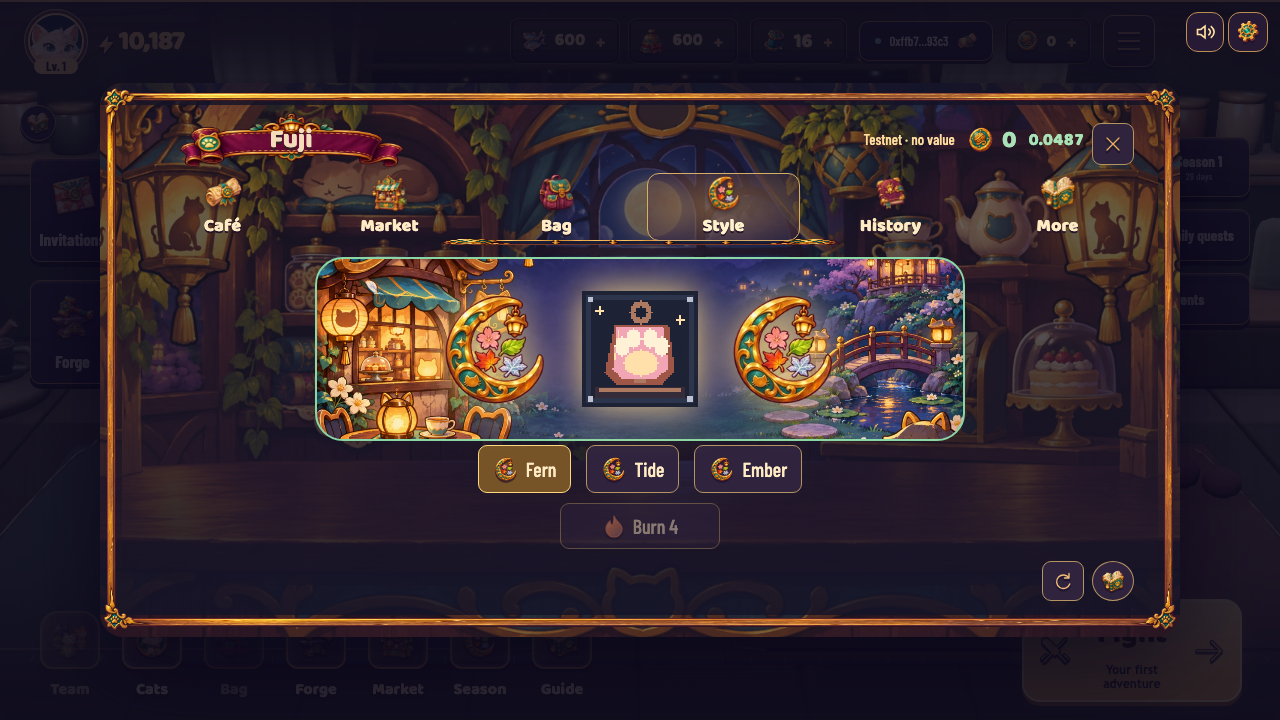 10,187
600 +
600 +
16 +
0xffb7...93c3
0 +
Lv. 1
Fuji
Testnet · no value
0
0.0487
Café
Market
Bag
Style
History
More
Season 1
Invitation
Forge
Fern
Tide
Ember
Burn 4
Fight
Your first
adventure
Team
Cats
Bag
Forge
Market
Season
Guide